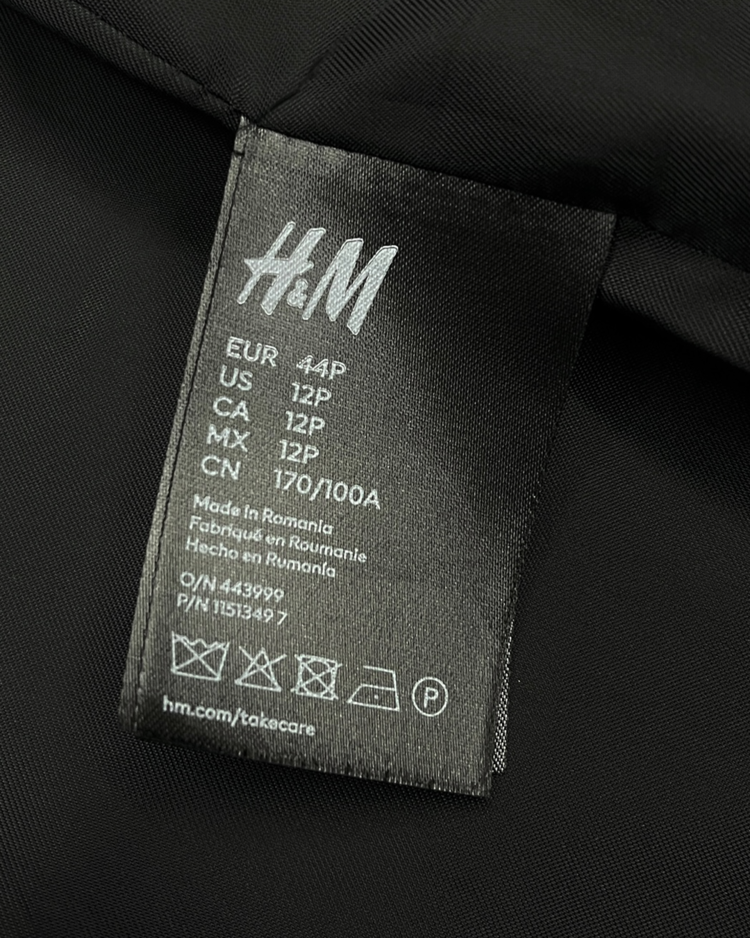 H&M
EUR 44P
US 12P
CA 12P
MX 12P
CN 170/100A
Made in Romania
Fabriqué en Roumanie
Hecho en Rumanía
O/N 443999
P/N 1151349 7
P
hm.com/takecare